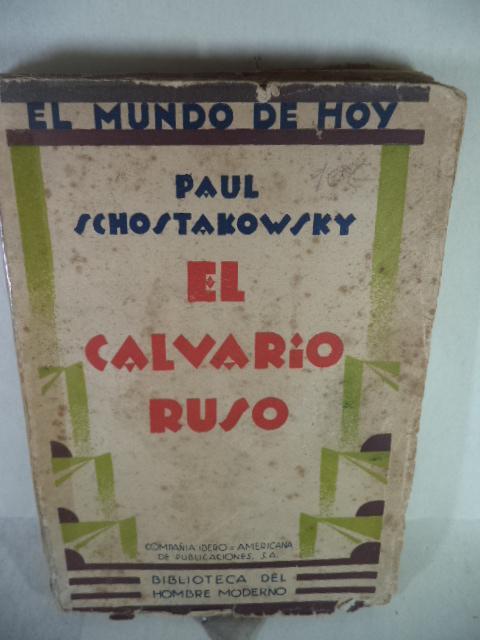 EL MUNDO DE HOY
PAUL
SCHOSTAKOWSKY
EL
CALVARiO
RUSO
COMPAÑIA IBERO=AMERICANA
DE PUBLICACIONES, S.A.
BIBLIOTECA DEL
HOMBRE MODERNO